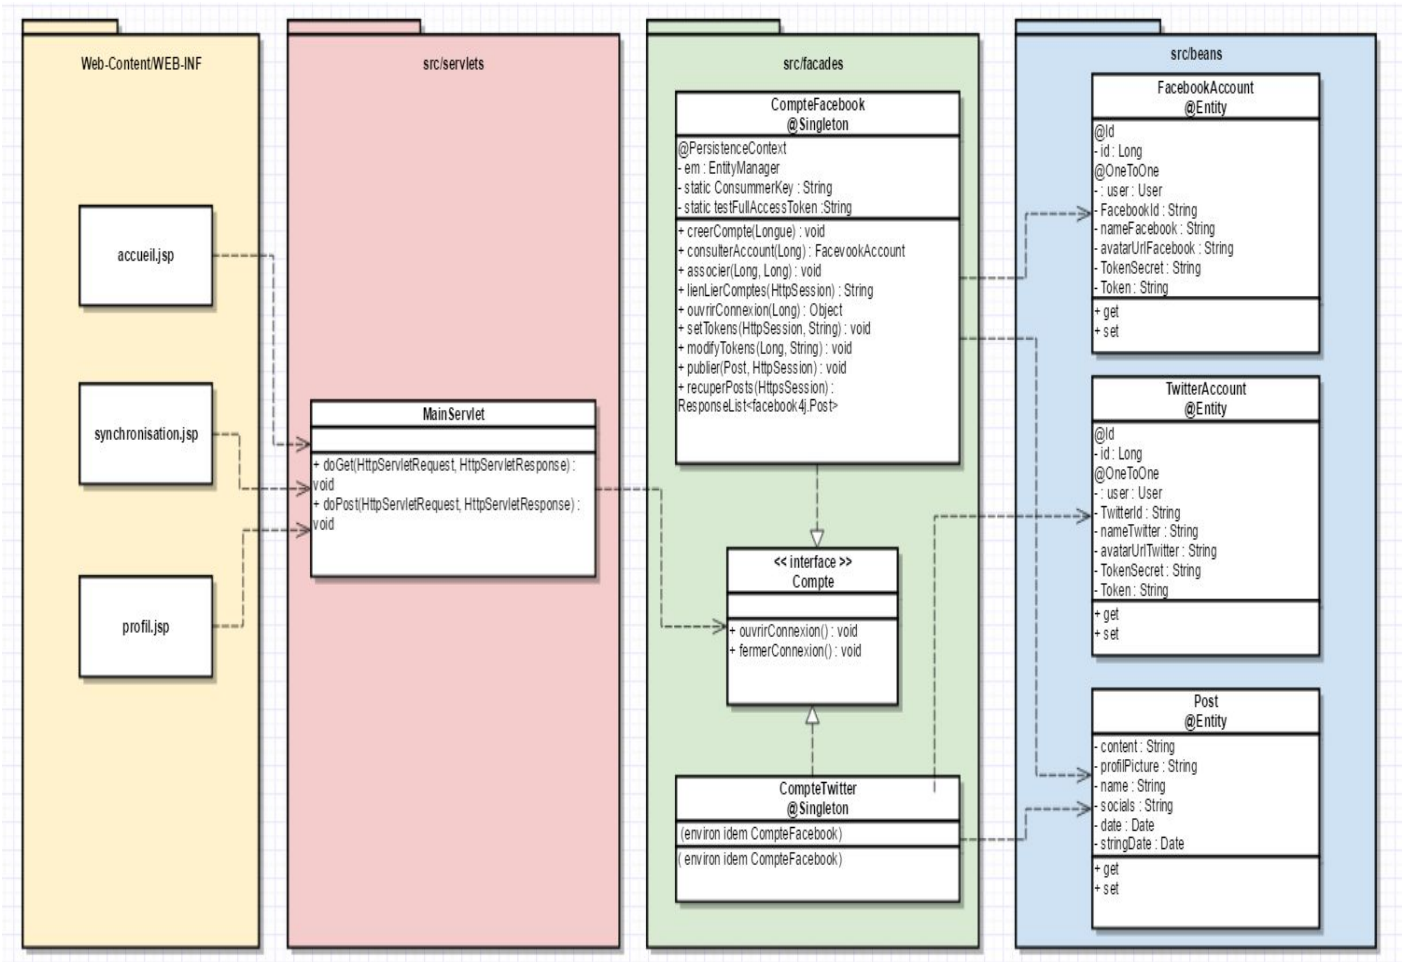 Web-Content/WEB-INF
accueil.jsp
synchronisation.jsp
profil.jsp
src/servlets
MainServlet
+ doGet(HttpServletRequest, HttpServletResponse) :
void
+ doPost(HttpServletRequest, HttpServletResponse) :
void
src/facades
CompteFacebook
@Singleton
@PersistenceContext
- em : EntityManager
- static ConsummerKey : String
- static testFullAccessToken :String
+ creerCompte(Longue) : void
+ consulterAccount(Long) : FacevookAccount
+ associer(Long, Long) : void
+ lienLierComptes(HttpSession) : String
+ ouvrirConnexion(Long) : Object
+ setTokens(HttpSession, String) : void
+ modifyTokens(Long, String) : void
+ publier(Post, HttpSession) : void
+ recuperPosts(HttpsSession) :
ResponseList<facebook4j.Post>
<< interface >>
Compte
+ ouvrirConnexion() : void
+ fermerConnexion() : void
CompteTwitter
@Singleton
(environ idem CompteFacebook)
( environ idem CompteFacebook)
src/beans
FacebookAccount
@Entity
@Id
- id : Long
@OneToOne
- : user : User
- FacebookId : String
- nameFacebook : String
- avatarUrlFacebook : String
- TokenSecret : String
- Token : String
+ get
+ set
TwitterAccount
@Entity
@Id
- id : Long
@OneToOne
- : user : User
- TwitterId : String
- nameTwitter : String
- avatarUrlTwitter : String
- TokenSecret : String
- Token : String
+ get
+ set
Post
@Entity
- content : String
- profilPicture : String
- name : String
- socials : String
- date : Date
- stringDate : Date
+ get
+ set